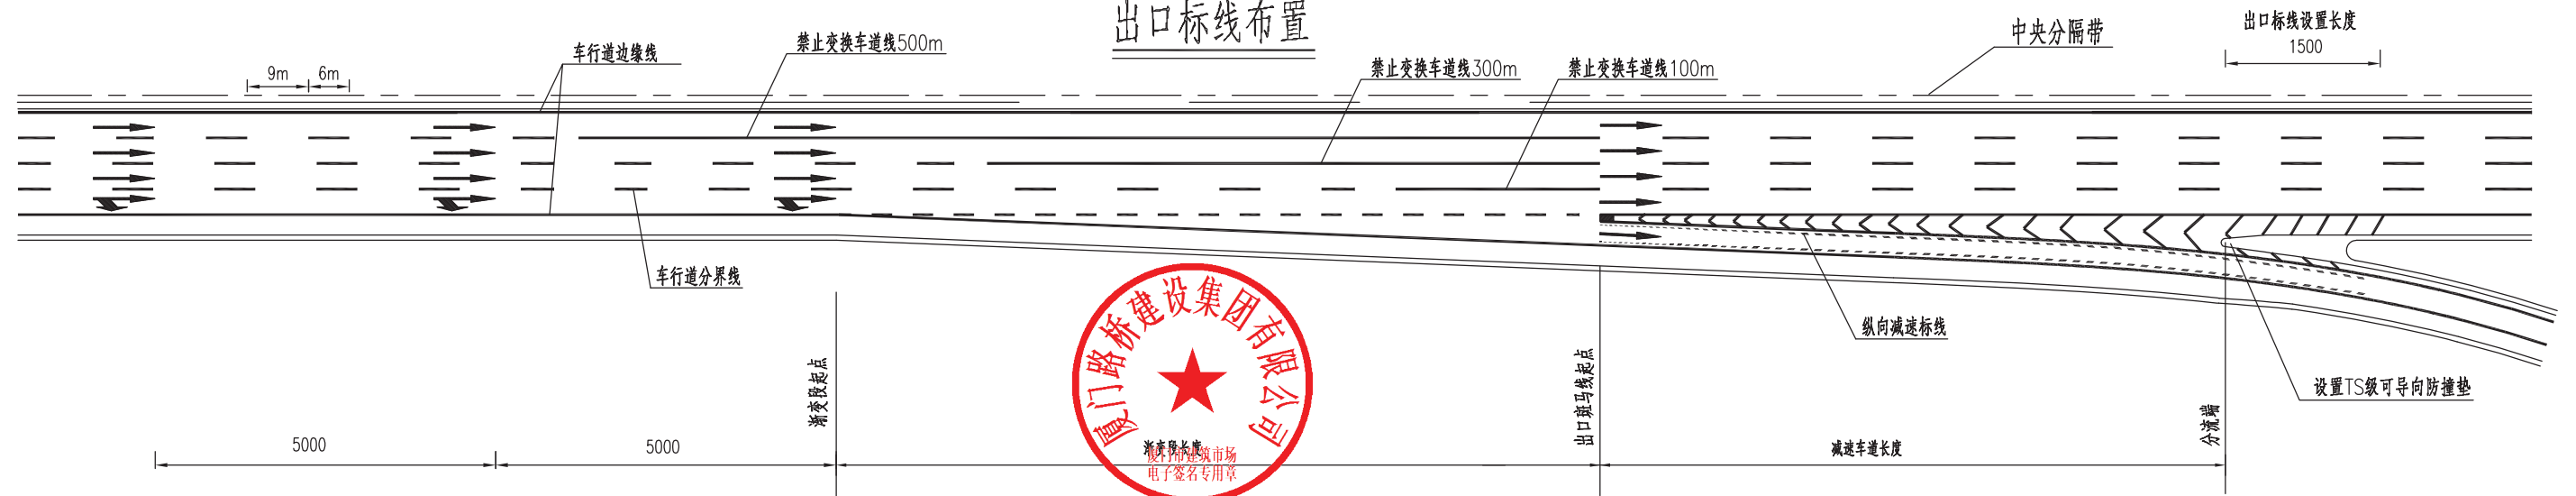 出口标线布置
出口标线设置长度
1500
中央分隔带
禁止变换车道线500m
车行道边缘线
禁止变换车道线300m
禁止变换车道线100m
9m
6m
车行道分界线
纵向减速标线
设置TS级可导向防撞垫
渐变段起点
出口斑马线起点
分流端
5000
5000
渐变段长度
减速车道长度
厦门路桥建设集团有限公司
厦门市建筑市场
电子签名专用章